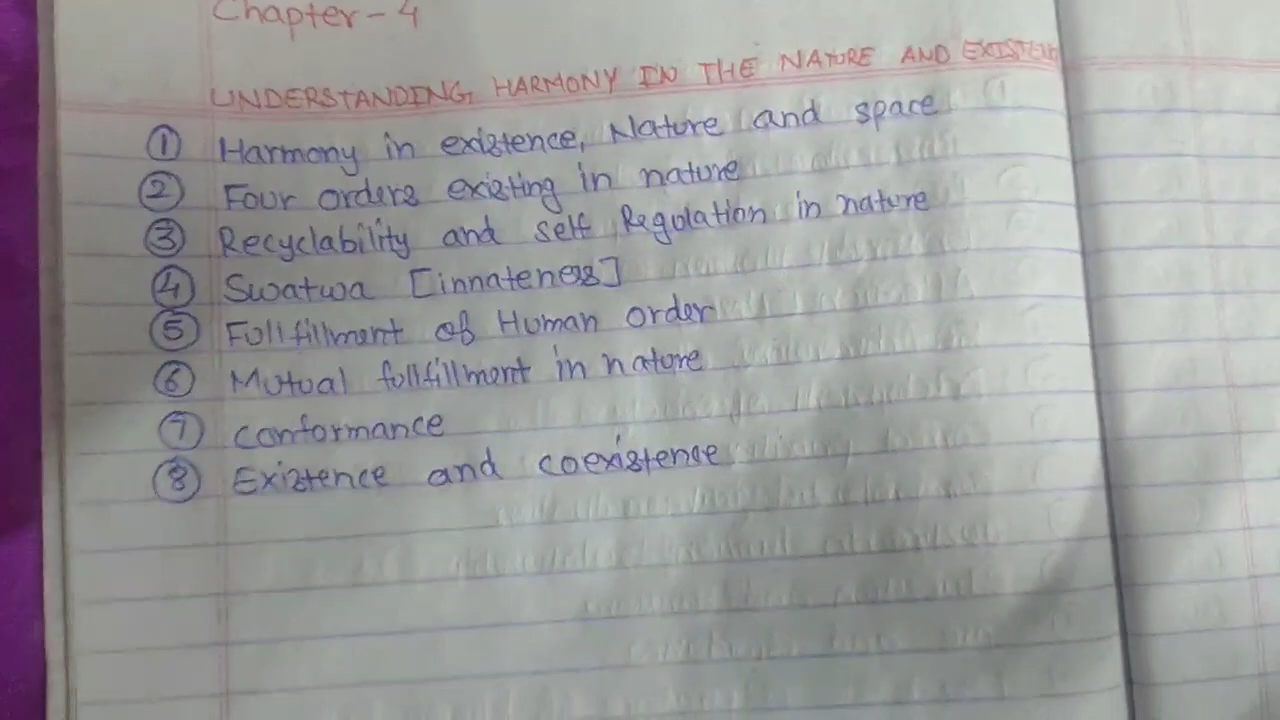 Chapter - 4
UNDERSTANDING HARMONY IN THE NATURE AND EXISTENC
① Harmony in existence, Nature and space
② Four orders existing in nature
③ Recyclability and self Regulation in nature
④ Swatwa [innateness]
⑤ Fullfillment of Human order
⑥ Mutual fullfillment in nature
⑦ conformance
⑧ Existence and coexistence